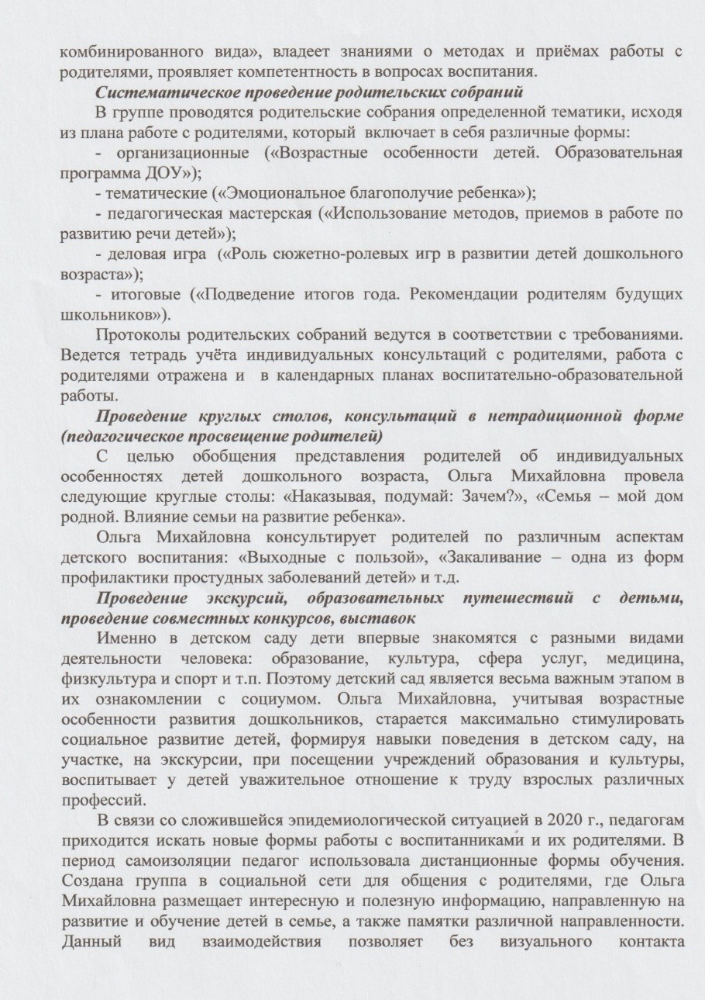 комбинированного вида», владеет знаниями о методах и приёмах работы с
родителями, проявляет компетентность в вопросах воспитания.
Систематическое проведение родительских собраний
В группе проводятся родительские собрания определенной тематики, исходя
из плана работе с родителями, который включает в себя различные формы:
- организационные («Возрастные особенности детей. Образовательная
программа ДОУ»);
- тематические («Эмоциональное благополучие ребенка»);
- педагогическая мастерская («Использование методов, приемов в работе по
развитию речи детей»);
- деловая игра («Роль сюжетно-ролевых игр в развитии детей дошкольного
возраста»);
- итоговые («Подведение итогов года. Рекомендации родителям будущих
школьников»).
Протоколы родительских собраний ведутся в соответствии с требованиями.
Ведется тетрадь учёта индивидуальных консультаций с родителями, работа с
родителями отражена и в календарных планах воспитательно-образовательной
работы.
Проведение круглых столов, консультаций в нетрадиционной форме
(педагогическое просвещение родителей)
С целью обобщения представления родителей об индивидуальных
особенностях детей дошкольного возраста, Ольга Михайловна провела
следующие круглые столы: «Наказывая, подумай: Зачем?», «Семья – мой дом
родной. Влияние семьи на развитие ребенка».
Ольга Михайловна консультирует родителей по различным аспектам
детского воспитания: «Выходные с пользой», «Закаливание – одна из форм
профилактики простудных заболеваний детей» и т.д.
Проведение экскурсий, образовательных путешествий с детьми,
проведение совместных конкурсов, выставок
Именно в детском саду дети впервые знакомятся с разными видами
деятельности человека: образование, культура, сфера услуг, медицина,
физкультура и спорт и т.п. Поэтому детский сад является весьма важным этапом в
их ознакомлении с социумом. Ольга Михайловна, учитывая возрастные
особенности развития дошкольников, старается максимально стимулировать
социальное развитие детей, формируя навыки поведения в детском саду, на
участке, на экскурсии, при посещении учреждений образования и культуры,
воспитывает у детей уважительное отношение к труду взрослых различных
профессий.
В связи со сложившейся эпидемиологической ситуацией в 2020 г., педагогам
приходится искать новые формы работы с воспитанниками и их родителями. В
период самоизоляции педагог использовала дистанционные формы обучения.
Создана группа в социальной сети для общения с родителями, где Ольга
Михайловна размещает интересную и полезную информацию, направленную на
развитие и обучение детей в семье, а также памятки различной направленности.
Данный вид взаимодействия позволяет без визуального контакта